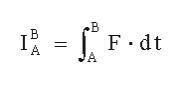 I_A^B = ∫_A^B F · dt